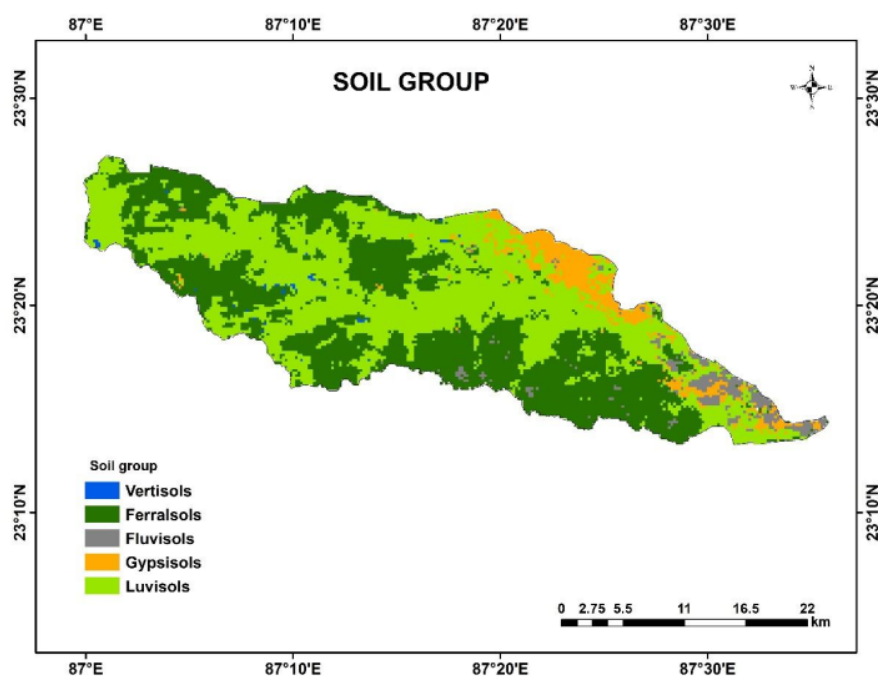 87°E 87°10'E 87°20'E 87°30'E
SOIL GROUP
N
W E
S
23°30'N 23°30'N
23°20'N 23°20'N
23°10'N 23°10'N
Soil group
Vertisols
Ferralsols
Fluvisols
Gypsisols
Luvisols
0 2.75 5.5 11 16.5 22
km
87°E 87°10'E 87°20'E 87°30'E